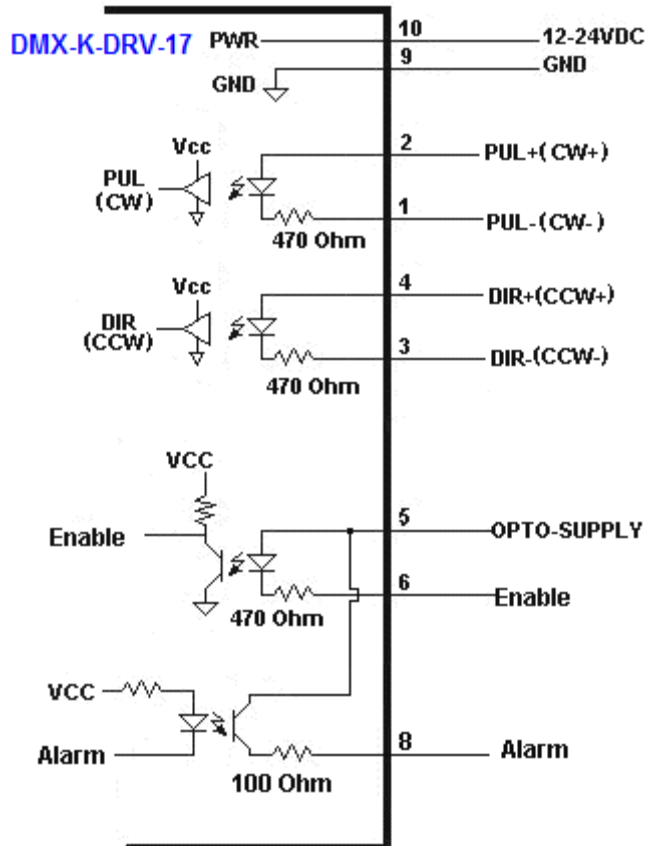 DMX-K-DRV-17
PWR
10
12-24VDC
9
GND
GND
Vcc
2
PUL+(CW+)
PUL
(CW)
1
PUL-(CW-)
470 Ohm
Vcc
4
DIR+(CCW+)
DIR
(CCW)
3
DIR-(CCW-)
470 Ohm
VCC
5
OPTO-SUPPLY
Enable
6
Enable
470 Ohm
VCC
Alarm
8
Alarm
100 Ohm